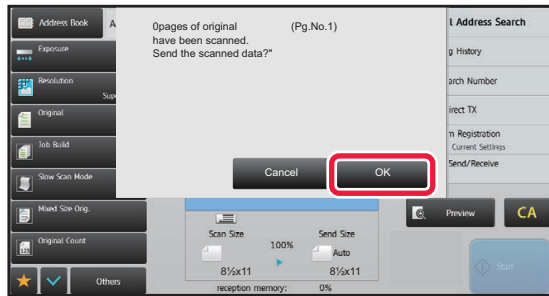 Address Book
A
Exposure
Resolution
Supe
Original
Job Build
Slow Scan Mode
Mixed Size Orig.
Original Count
Others
0pages of original (Pg.No.1)
have been scanned.
Send the scanned data?"
Cancel
OK
Scan Size
100%
Send Size
Auto
8½x11
8½x11
reception memory: 0%
l Address Search
g History
arch Number
irect TX
m Registration
Current Settings
Send/Receive
Preview
CA
Start